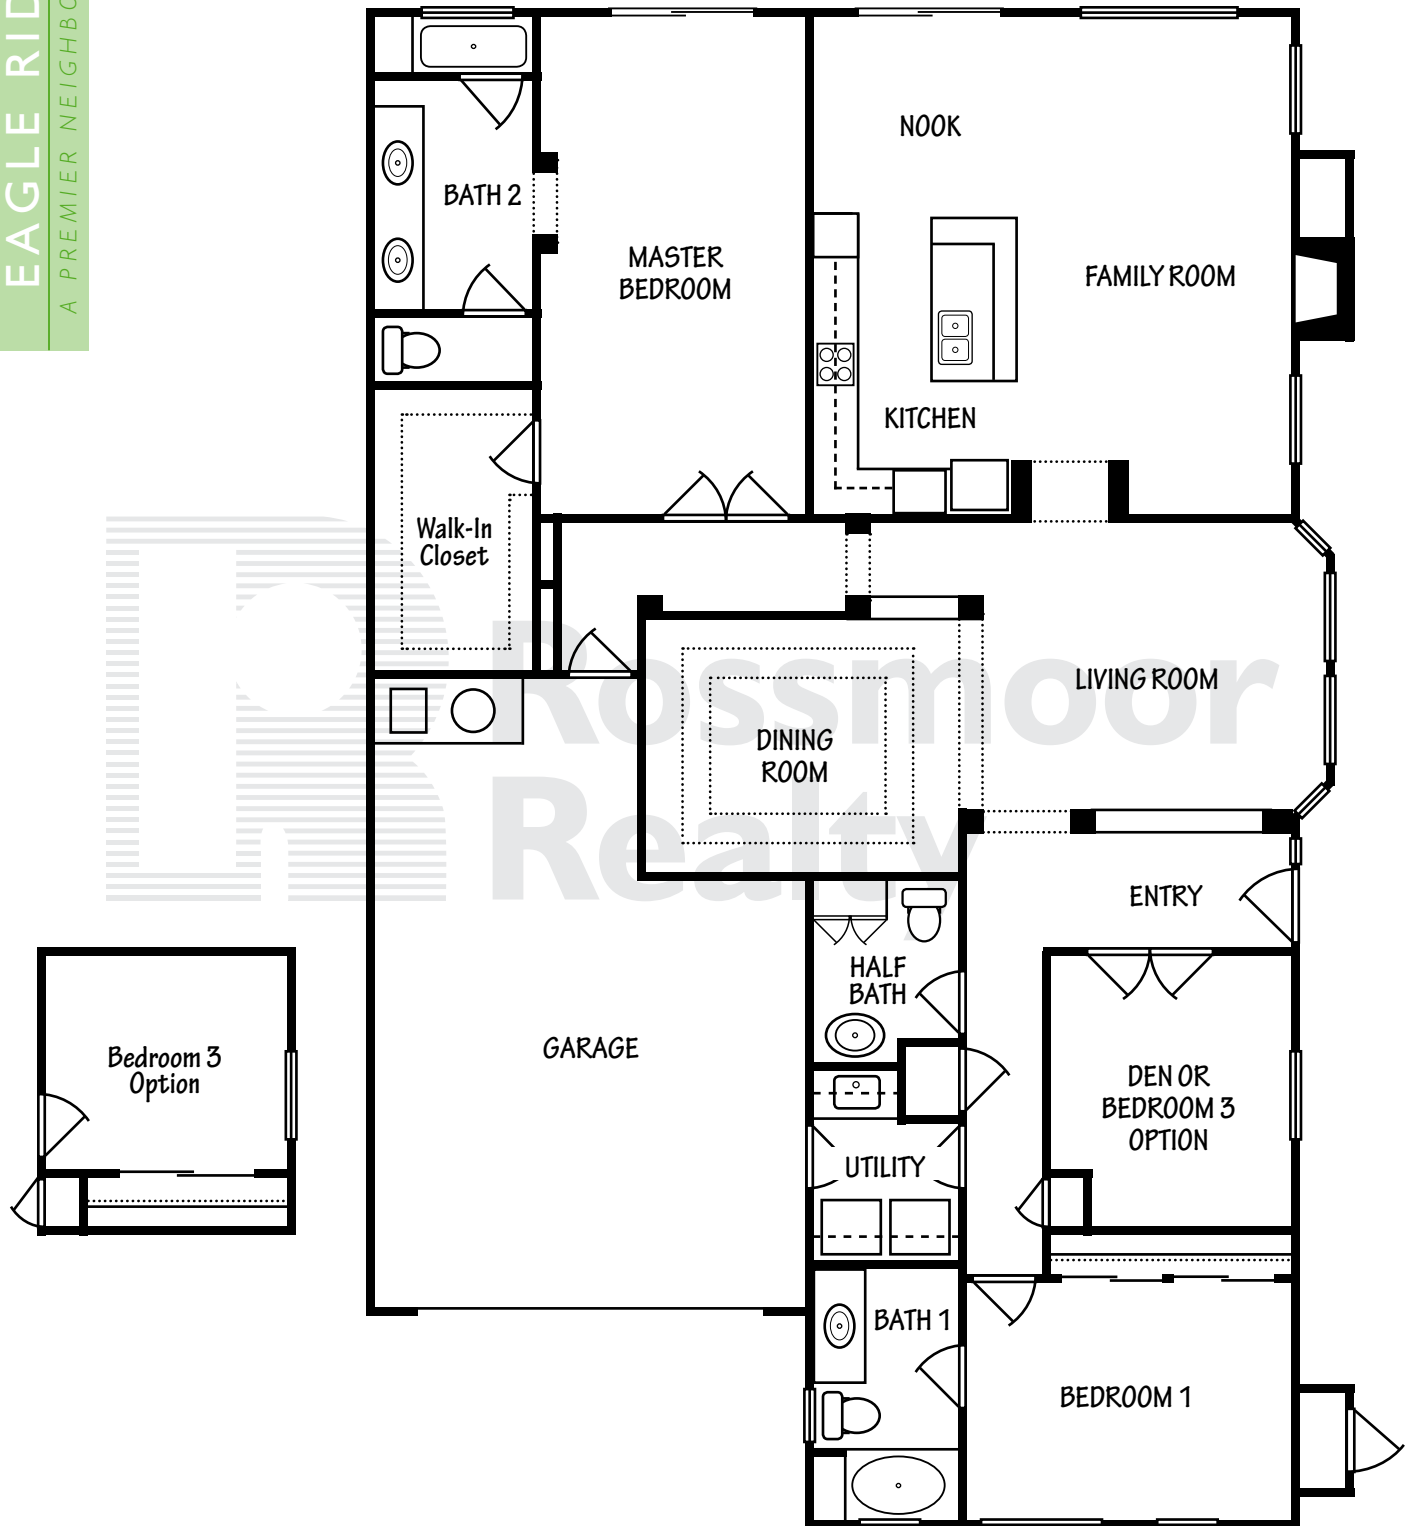 EAGLE RID
A PREMIER NEIGHBO
NOOK
BATH 2
MASTER
BEDROOM
FAMILY ROOM
KITCHEN
Walk-In
Closet
Rossmoor
Realty
LIVING ROOM
DINING
ROOM
ENTRY
HALF
BATH
GARAGE
Bedroom 3
Option
DEN OR
BEDROOM 3
OPTION
UTILITY
BATH 1
BEDROOM 1